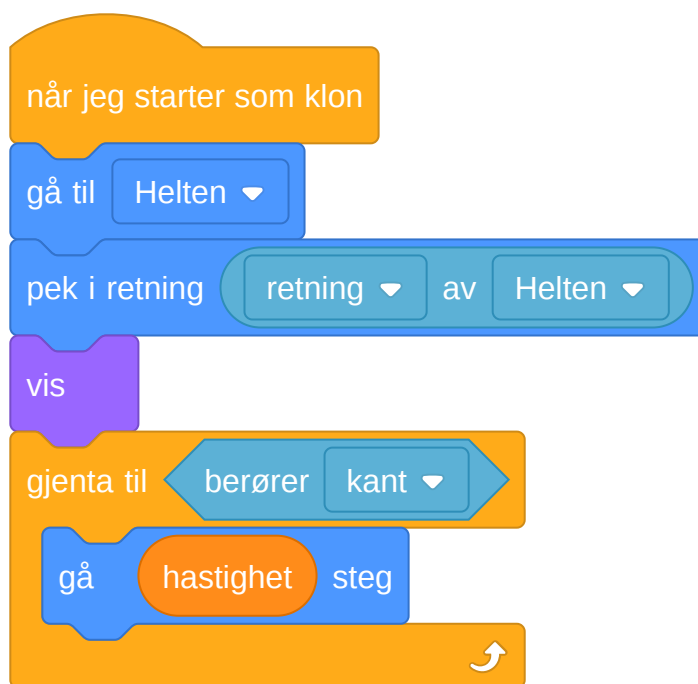 når jeg starter som klon
gå til Helten
pek i retning retning av Helten
vis
gjenta til berører kant
gå hastighet steg